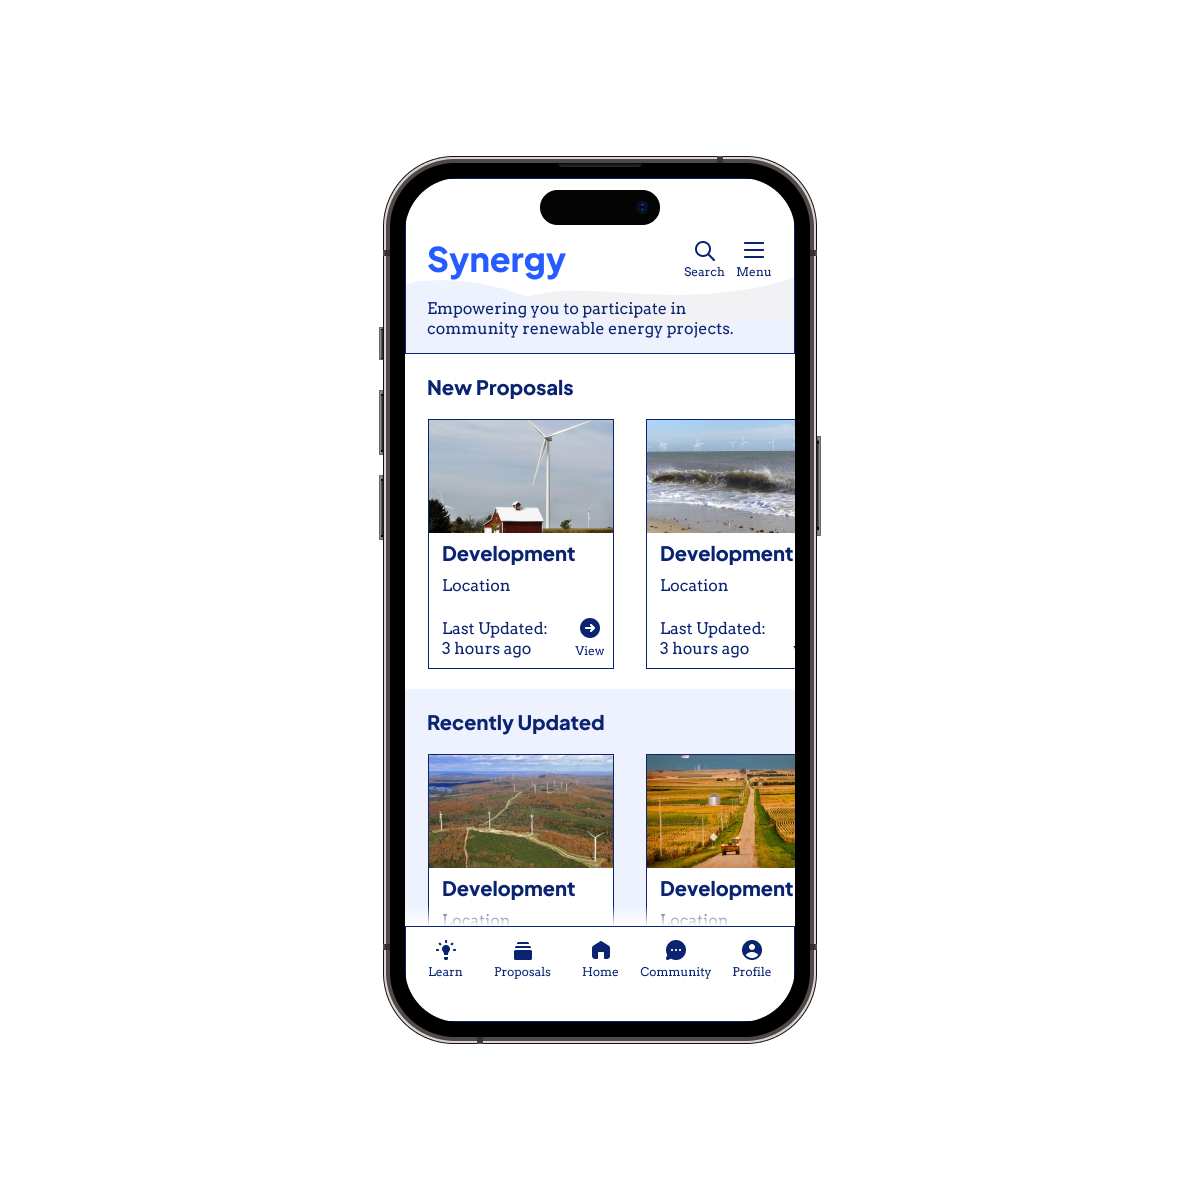 Synergy
Search Menu
Empowering you to participate in
community renewable energy projects.
New Proposals
Development
Location
Last Updated:
3 hours ago
View
Development
Location
Last Updated:
3 hours ago
Recently Updated
Development
Location
Development
Location
Learn Proposals Home Community Profile